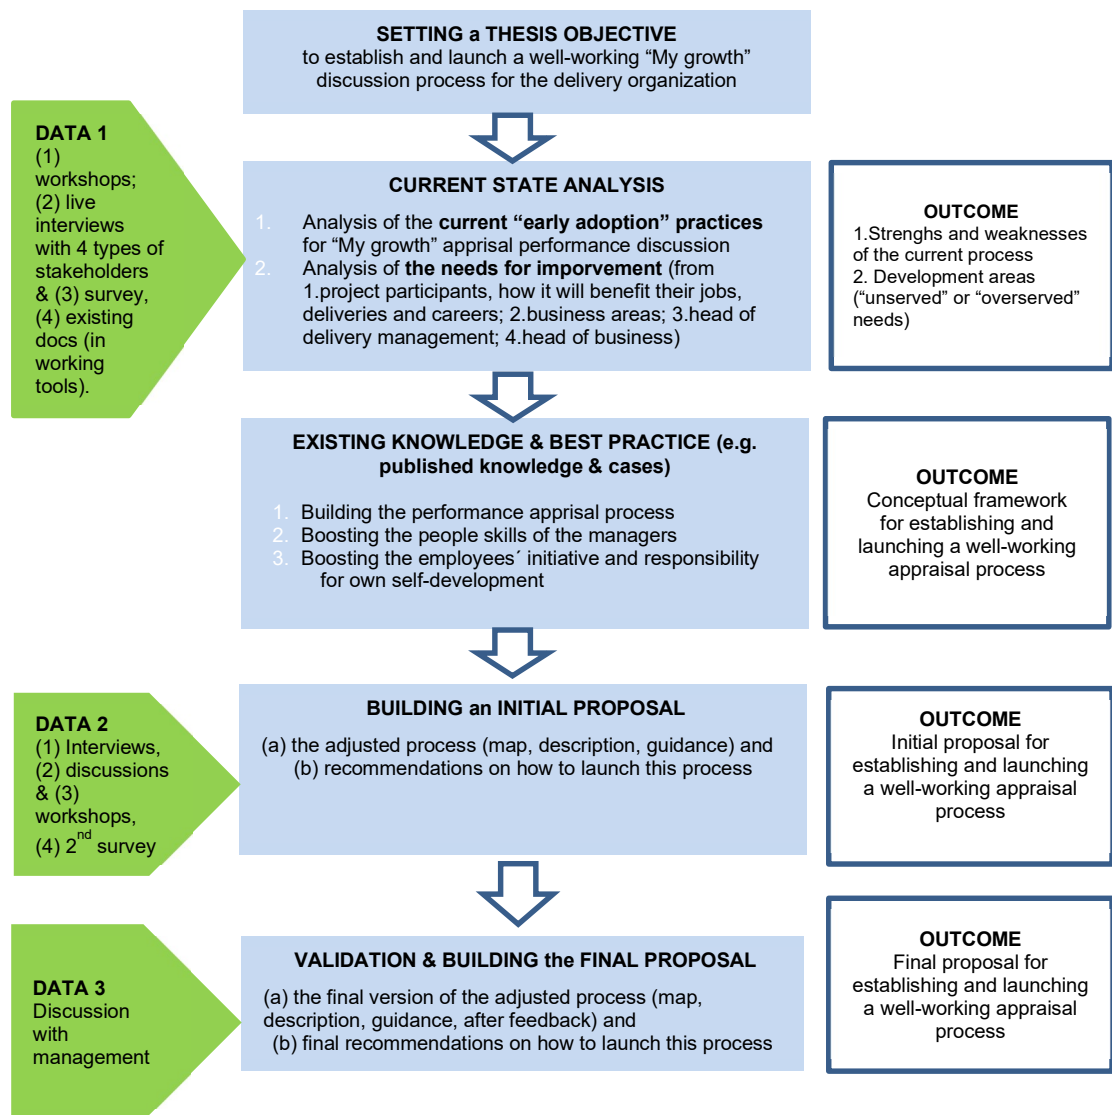 SETTING a THESIS OBJECTIVE
to establish and launch a well-working “My growth”
discussion process for the delivery organization
DATA 1
(1)
workshops;
(2) live
interviews
with 4 types of
stakeholders
& (3) survey,
(4) existing
docs (in
working
tools).
CURRENT STATE ANALYSIS
1. Analysis of the current “early adoption” practices
for “My growth” apprisal performance discussion
2. Analysis of the needs for imporvement (from
1.project participants, how it will benefit their jobs,
deliveries and careers; 2.business areas; 3.head of
delivery management; 4.head of business)
OUTCOME
1.Strenghs and weaknesses
of the current process
2. Development areas
(“unserved” or “overserved”
needs)
EXISTING KNOWLEDGE & BEST PRACTICE (e.g.
published knowledge & cases)
1. Building the performance apprisal process
2. Boosting the people skills of the managers
3. Boosting the employees´ initiative and responsibility
for own self-development
OUTCOME
Conceptual framework
for establishing and
launching a well-working
appraisal process
DATA 2
(1) Interviews,
(2) discussions
& (3)
workshops,
(4) 2nd survey
BUILDING an INITIAL PROPOSAL
(a) the adjusted process (map, description, guidance) and
(b) recommendations on how to launch this process
OUTCOME
Initial proposal for
establishing and launching
a well-working appraisal
process
DATA 3
Discussion
with
management
VALIDATION & BUILDING the FINAL PROPOSAL
(a) the final version of the adjusted process (map,
description, guidance, after feedback) and
(b) final recommendations on how to launch this process
OUTCOME
Final proposal for
establishing and launching
a well-working appraisal
process